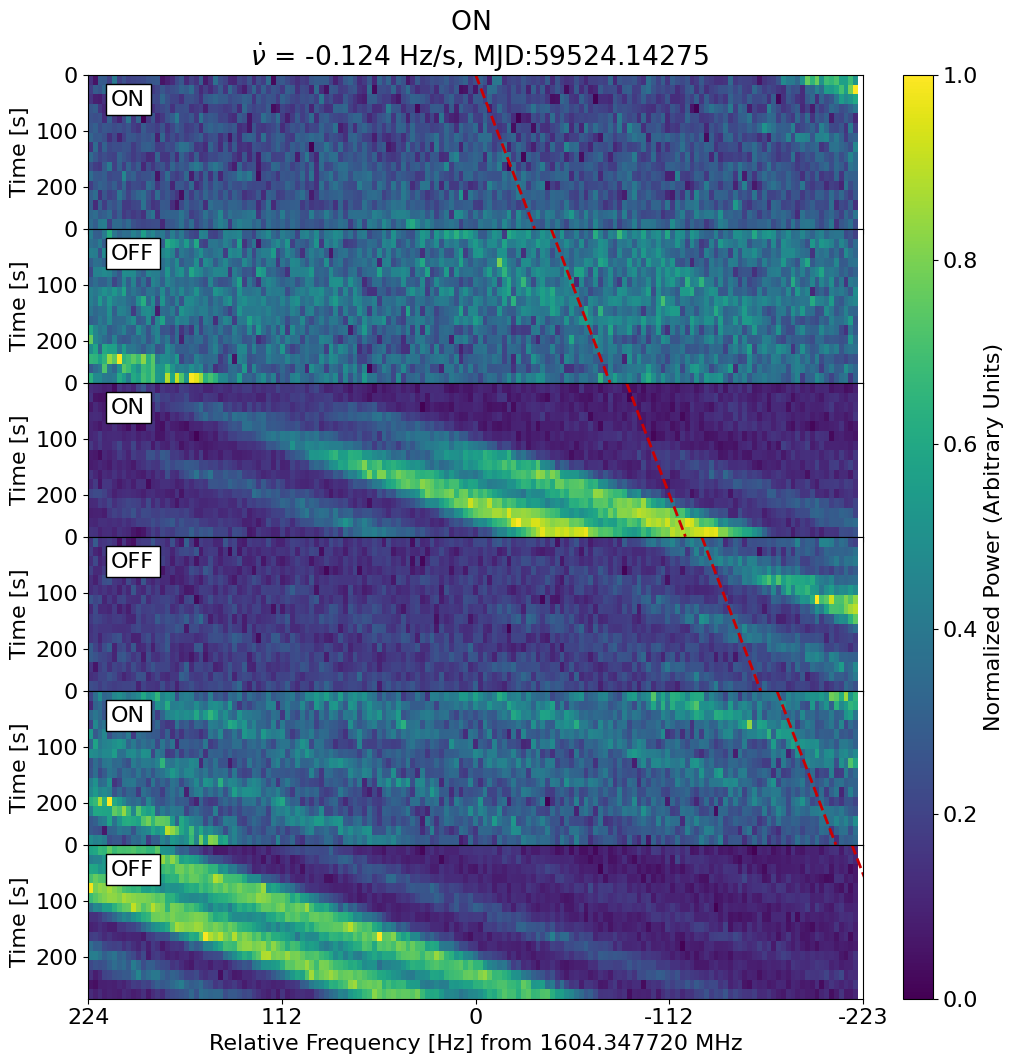 ON
ν̇ = -0.124 Hz/s, MJD:59524.14275
0
100
200
Time [s]
ON
0
100
200
Time [s]
OFF
0
100
200
Time [s]
ON
0
100
200
Time [s]
OFF
0
100
200
Time [s]
ON
0
100
200
Time [s]
OFF
224 112 0 -112 -223
Relative Frequency [Hz] from 1604.347720 MHz
1.0
0.8
0.6
0.4
0.2
0.0
Normalized Power (Arbitrary Units)